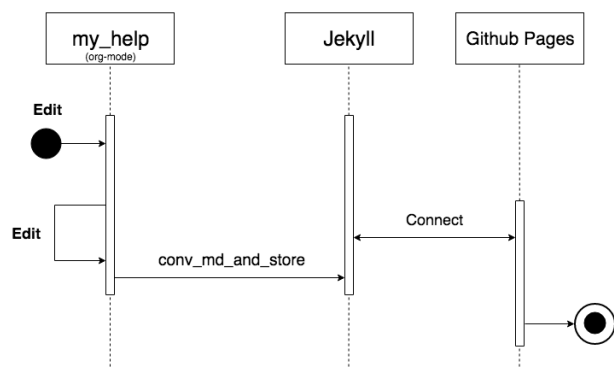 my_help
(org-mode)
Jekyll
Github Pages
Edit
Edit
Connect
conv_md_and_store